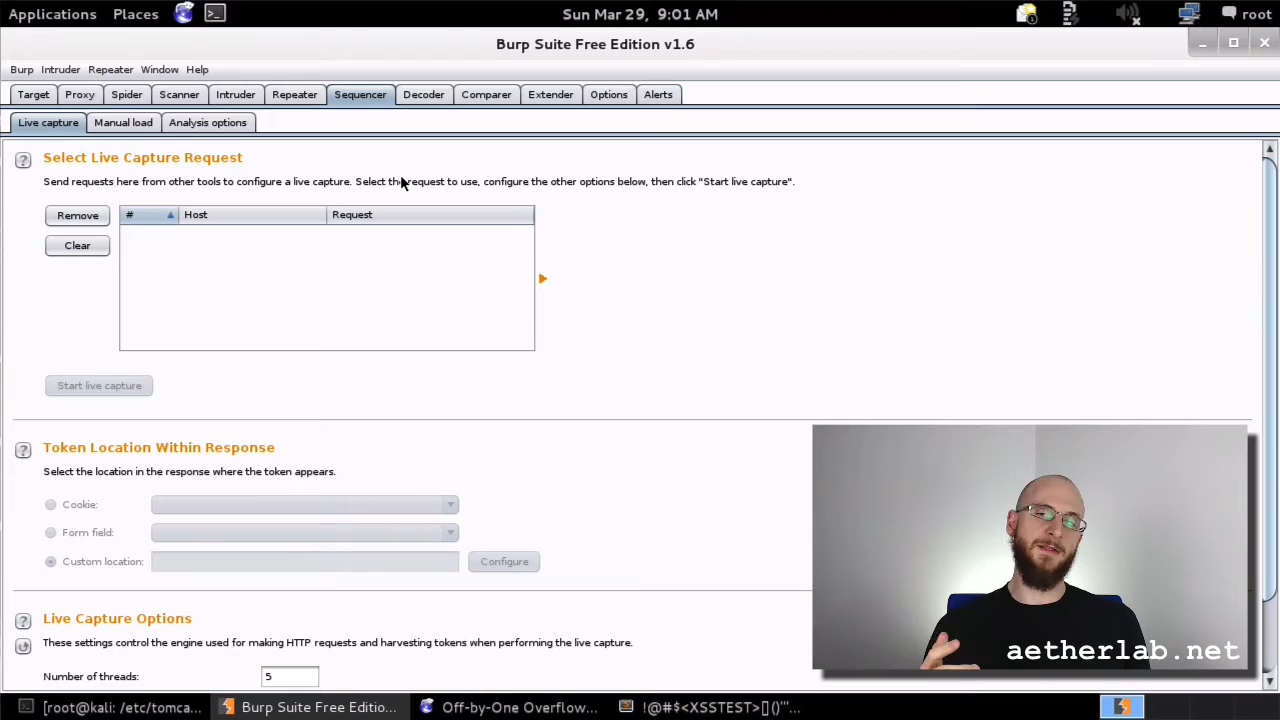 Applications Places Sun Mar 29, 9:01 AM root
Burp Suite Free Edition v1.6
Burp Intruder Repeater Window Help
Target Proxy Spider Scanner Intruder Repeater Sequencer Decoder Comparer Extender Options Alerts
Live capture Manual load Analysis options
? Select Live Capture Request
Send requests here from other tools to configure a live capture. Select the request to use, configure the other options below, then click "Start live capture".
Remove # Host Request
Clear
Start live capture
? Token Location Within Response
Select the location in the response where the token appears.
Cookie:
Form field:
Custom location: Configure
? Live Capture Options
These settings control the engine used for making HTTP requests and harvesting tokens when performing the live capture.
Number of threads: 5
aetherlab.net
[root@kali: /etc/tomca... Burp Suite Free Editio... Off-by-One Overflow... !@#$<XSSTEST>[]()'"...